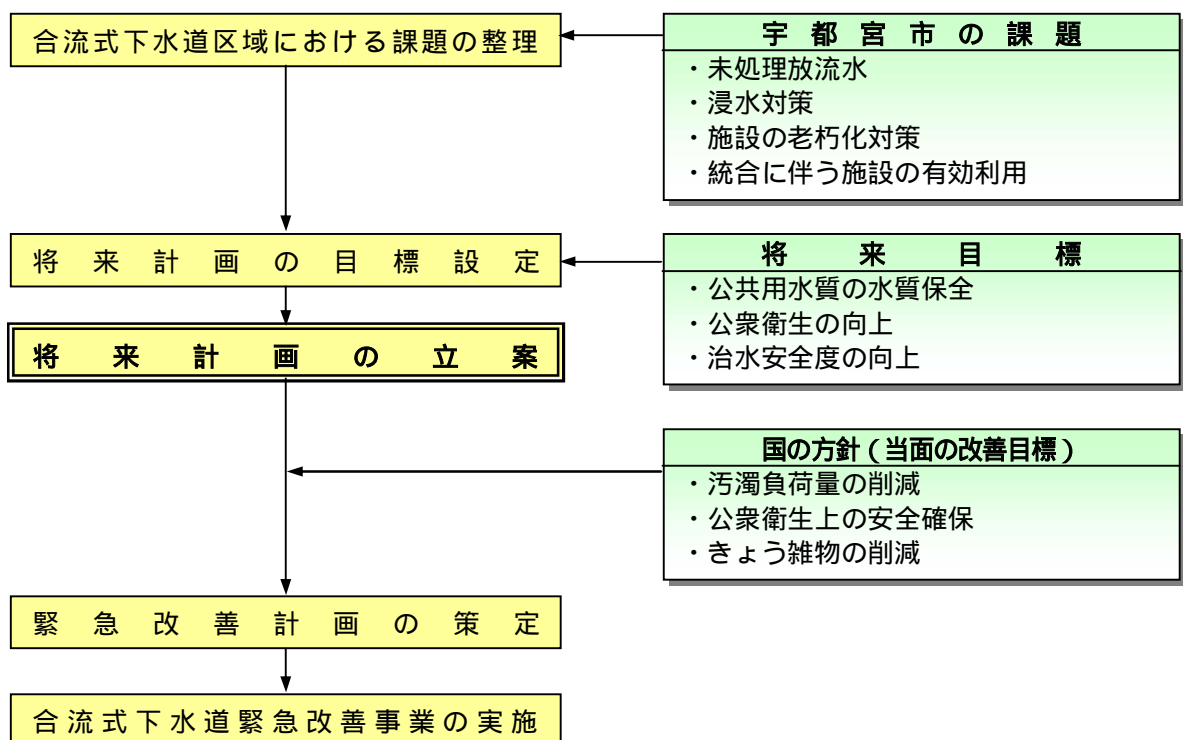 合流式下水道区域における課題の整理
宇都宮市の課題
・未処理放流水
・浸水対策
・施設の老朽化対策
・統合に伴う施設の有効利用
将来計画の目標設定
将来目標
・公共用水質の水質保全
・公衆衛生の向上
・治水安全度の向上
将来計画の立案
国の方針(当面の改善目標)
・汚濁負荷量の削減
・公衆衛生上の安全確保
・きょう雑物の削減
緊急改善計画の策定
合流式下水道緊急改善事業の実施